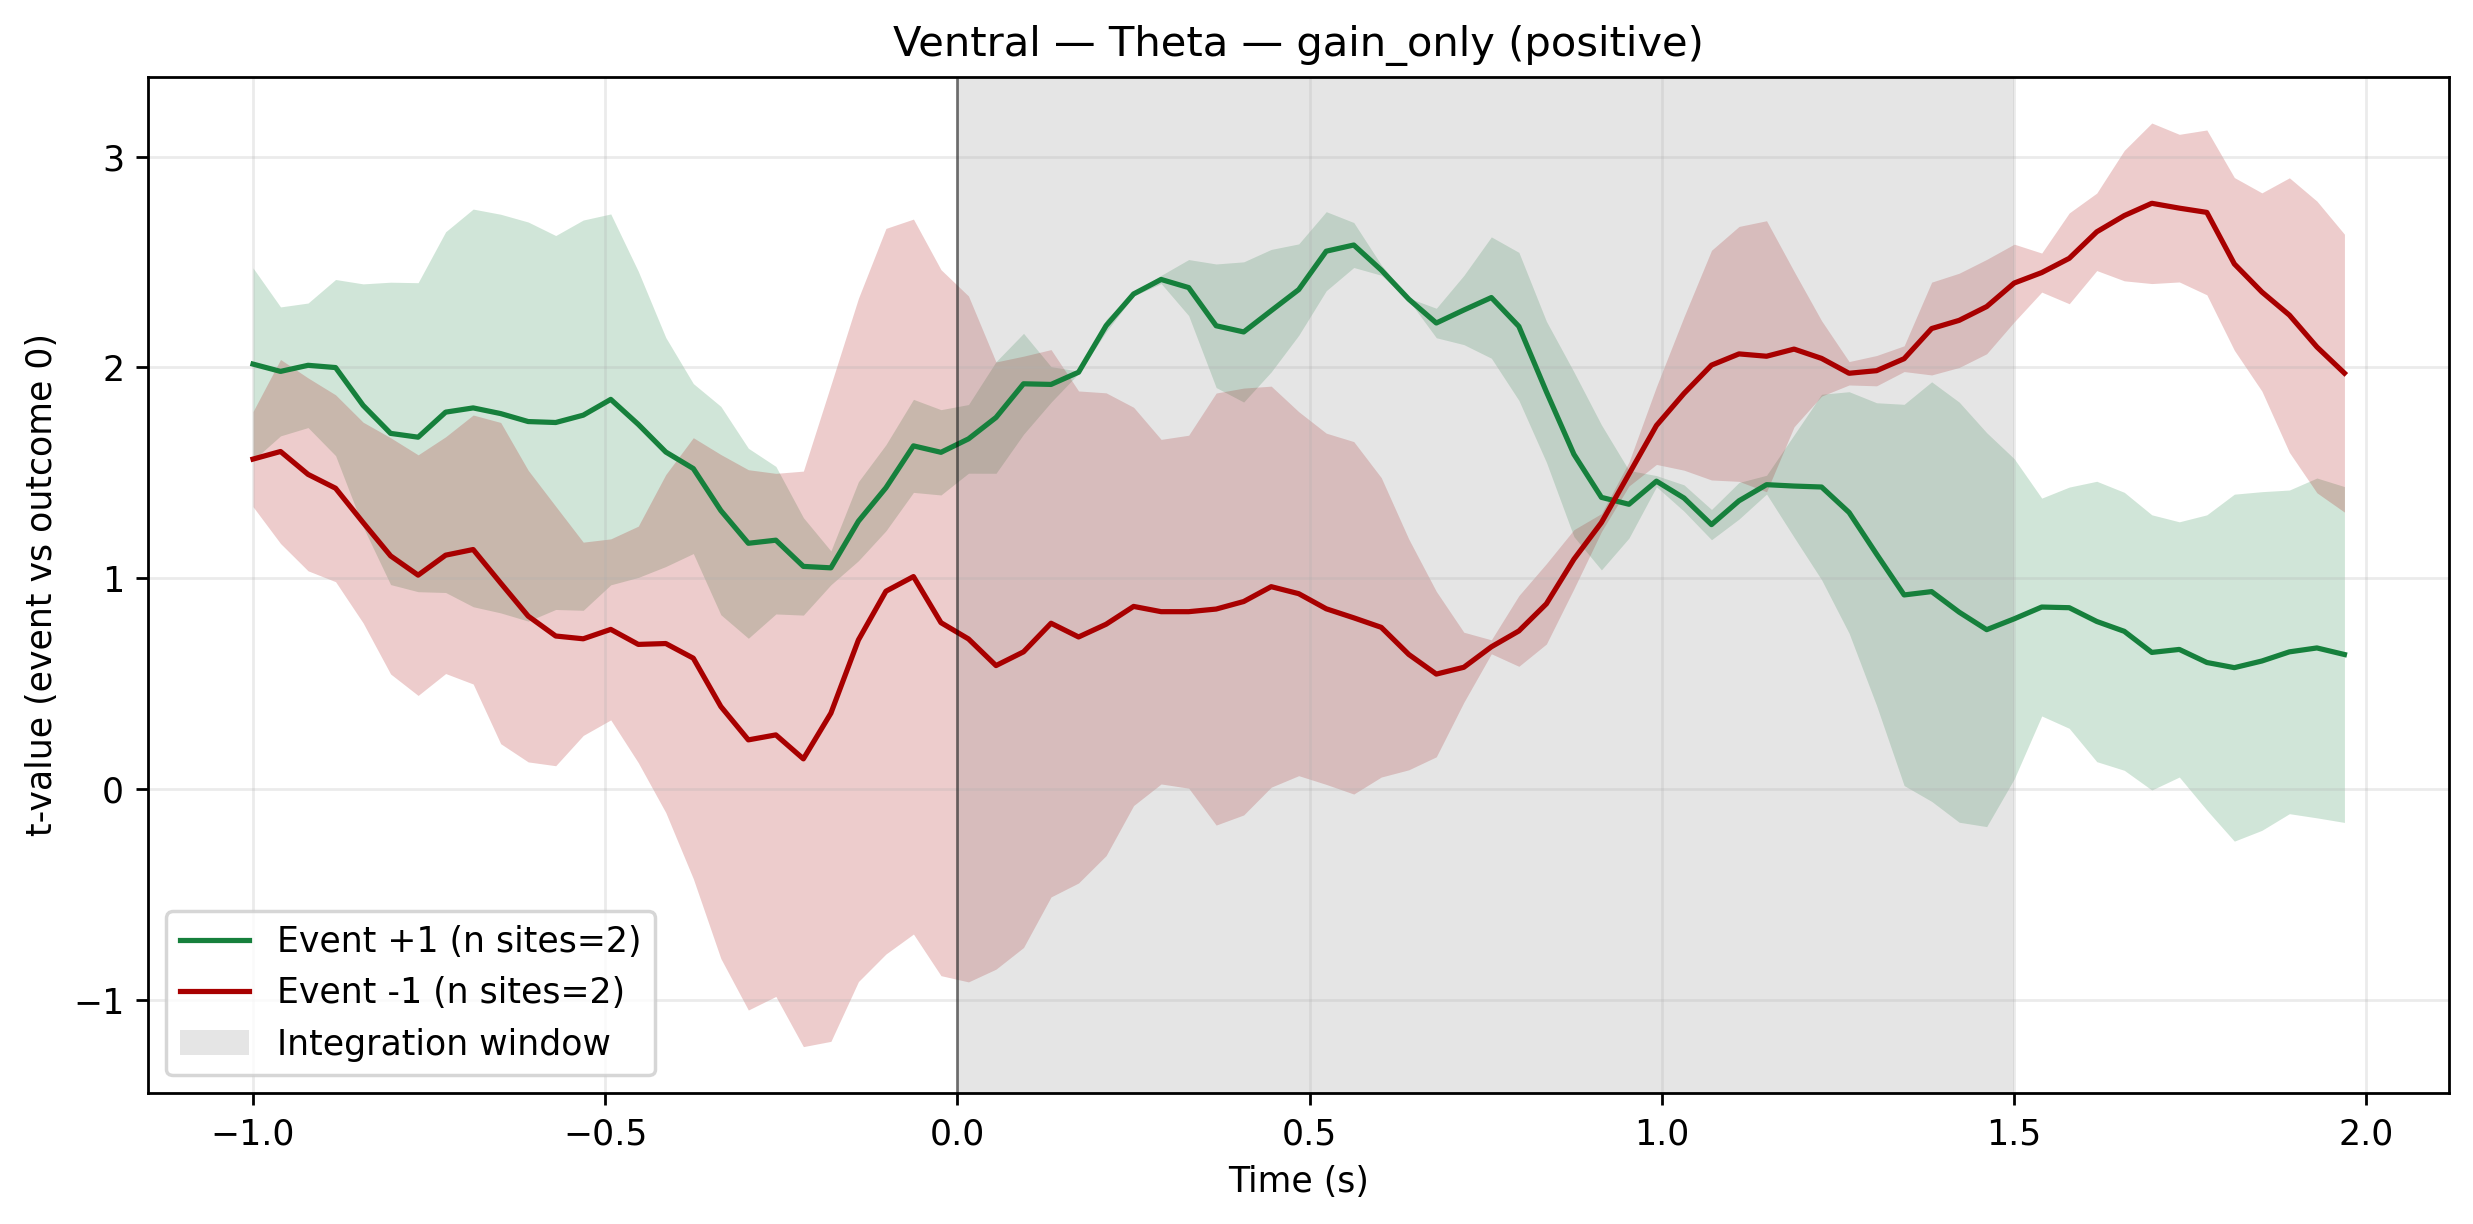 Ventral — Theta — gain_only (positive)
t-value (event vs outcome 0)
3
2
1
0
−1
Event +1 (n sites=2)
Event -1 (n sites=2)
Integration window
−1.0
−0.5
0.0
0.5
1.0
1.5
2.0
Time (s)